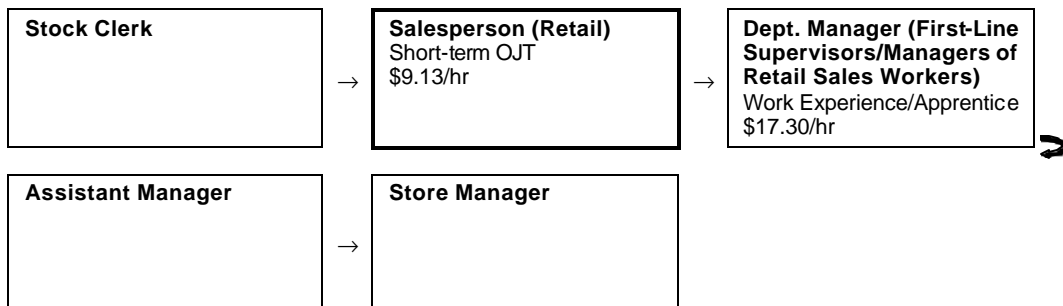 Stock Clerk
→
Salesperson (Retail)
Short-term OJT
$9.13/hr
→
Dept. Manager (First-Line
Supervisors/Managers of
Retail Sales Workers)
Work Experience/Apprentice
$17.30/hr
Assistant Manager
→
Store Manager